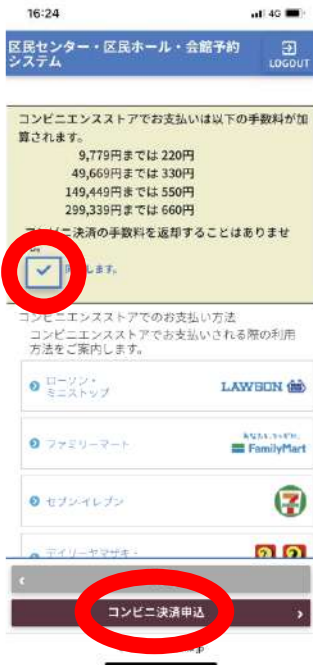 16:24
4G
区民センター・区民ホール・会館予約
システム
LOGOUT
コンビニエンスストアでお支払いは以下の手数料が加
算されます。
9,779円までは 220円
49,669円までは 330円
149,449円までは 550円
299,339円までは 660円
コンビニ決済の手数料を返却することはありませ
します。
コンビニエンスストアでのお支払い方法
コンビニエンスストアでお支払いされる際の利用
方法をご案内します。
ローソン・
ミニストップ
LAWSON
ファミリーマート
FamilyMart
セブン-イレブン
デイリーヤマザキ・
コンビニ決済申込